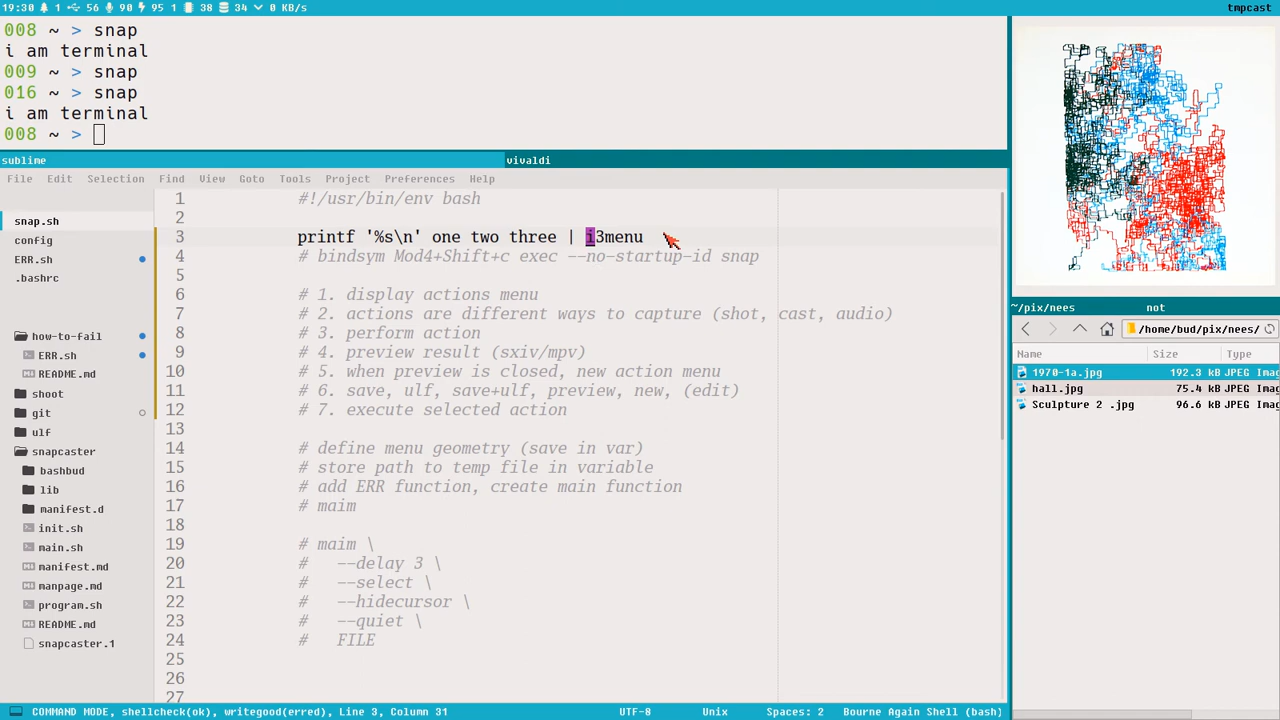 19:30 1 56 90 95 1 38 34 0 KB/s tmpcast
008 ~ > snap
i am terminal
009 ~ > snap
016 ~ > snap
i am terminal
008 ~ >
sublime vivaldi
File Edit Selection Find View Goto Tools Project Preferences Help
snap.sh
config
ERR.sh
.bashrc
how-to-fail
ERR.sh
README.md
shoot
git
ulf
snapcaster
bashbud
lib
manifest.d
init.sh
main.sh
manifest.md
manpage.md
program.sh
README.md
snapcaster.1
1 #!/usr/bin/env bash
2
3 printf '%s\n' one two three | i3menu
4 # bindsym Mod4+Shift+c exec --no-startup-id snap
5
6 # 1. display actions menu
7 # 2. actions are different ways to capture (shot, cast, audio)
8 # 3. perform action
9 # 4. preview result (sxiv/mpv)
10 # 5. when preview is closed, new action menu
11 # 6. save, ulf, save+ulf, preview, new, (edit)
12 # 7. execute selected action
13
14 # define menu geometry (save in var)
15 # store path to temp file in variable
16 # add ERR function, create main function
17 # maim
18
19 # maim \
20 #   --delay 3 \
21 #   --select \
22 #   --hidecursor \
23 #   --quiet \
24 #   FILE
25
26
27
COMMAND MODE, shellcheck(ok), writegood(erred), Line 3, Column 31 UTF-8 Unix Spaces: 2 Bourne Again Shell (bash)
~/pix/nees not
/home/bud/pix/nees/
Name Size Type
1970-1a.jpg 192.3 kB JPEG Imag
hall.jpg 75.4 kB JPEG Imag
Sculpture 2 .jpg 96.6 kB JPEG Imag